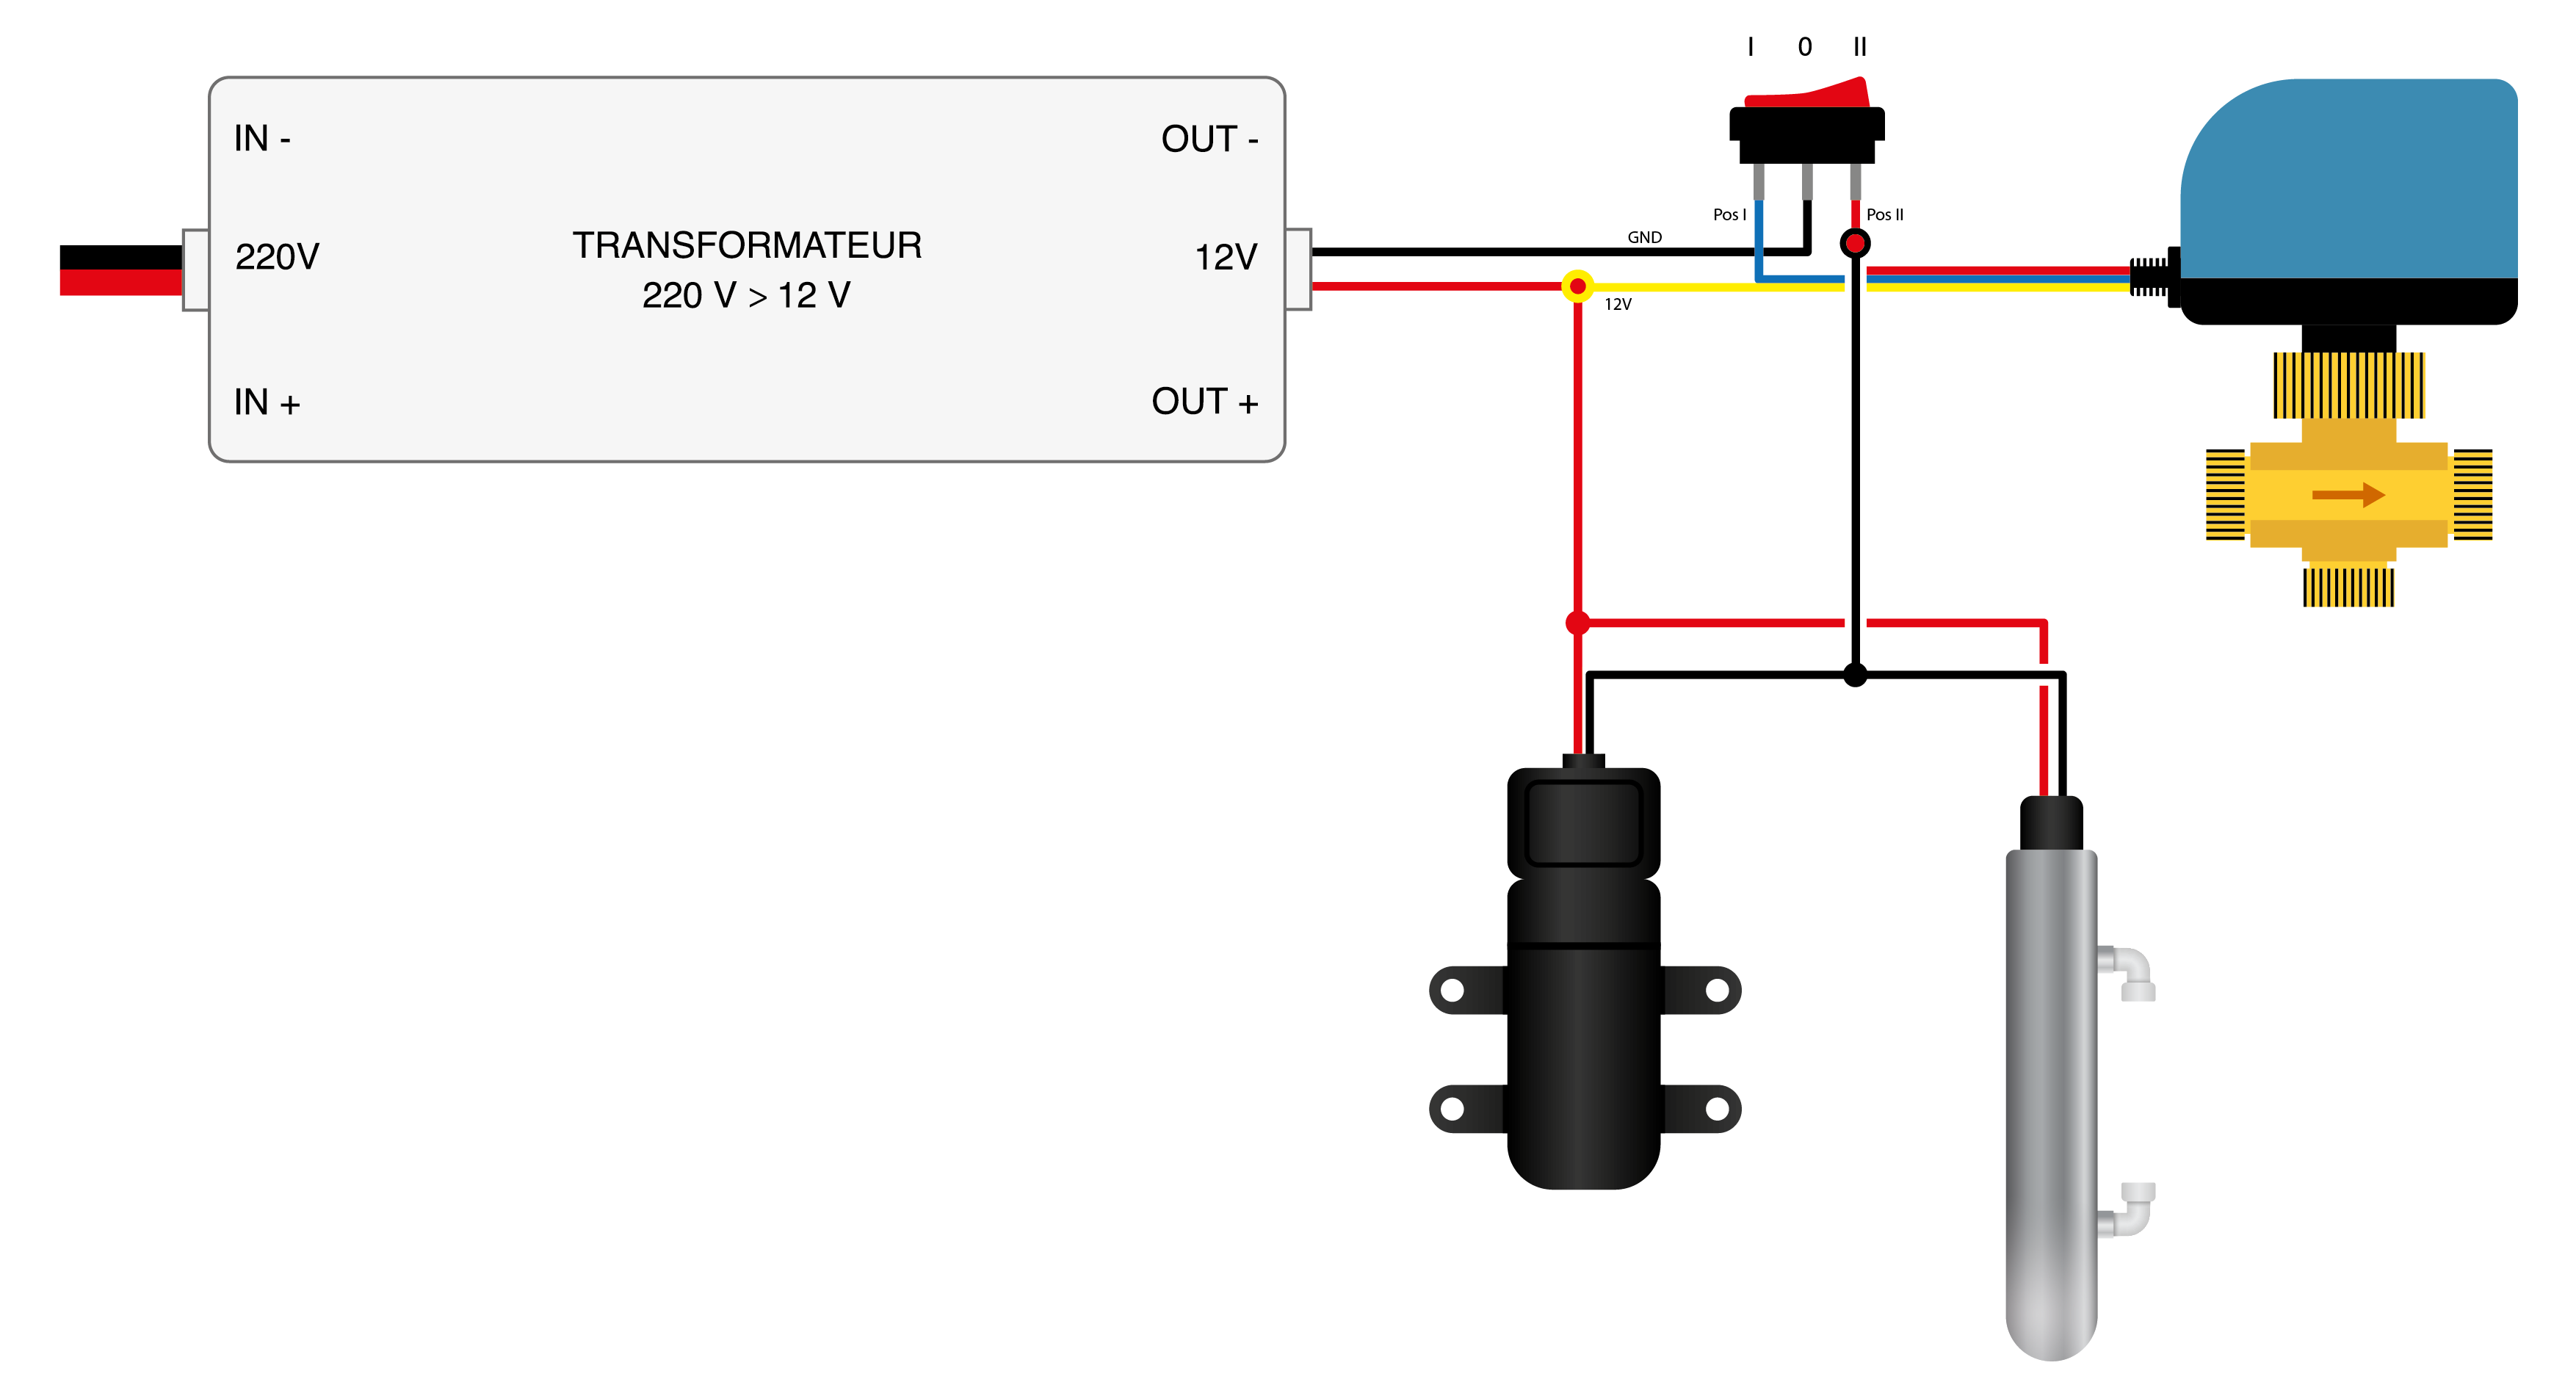 I 0 II
IN -
OUT -
Pos I
Pos II
GND
220V
TRANSFORMATEUR
12V
220 V > 12 V
12V
IN +
OUT +